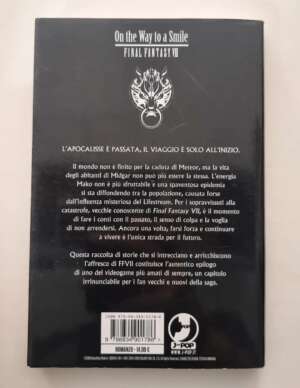 On the Way to a Smile
FINAL FANTASY VII
L'APOCALISSE È PASSATA, IL VIAGGIO È SOLO ALL'INIZIO.
Il mondo non è finito per la caduta di Meteor, ma la vita
degli abitanti di Midgar non può più essere la stessa. L'energia
Mako non è più sfruttabile e una spaventosa epidemia
si sta diffondendo tra la popolazione, causata forse
dall'influenza misteriosa del Lifestream. Per i sopravvissuti alla
catastrofe, vecchie conoscenze di Final Fantasy VII, è il momento
di fare i conti con il passato, il senso di colpa e la voglia
di non arrendersi. Ancora una volta, farsi forza e continuare
a vivere è l'unica strada per il futuro.
Questa raccolta di storie che si intrecciano e arricchiscono
l'affresco di FFVII costituisce l'autentico epilogo
di uno dei videogame più amati di sempre, un capitolo
irrinunciabile per i fan vecchi e nuovi della saga.
J-POP